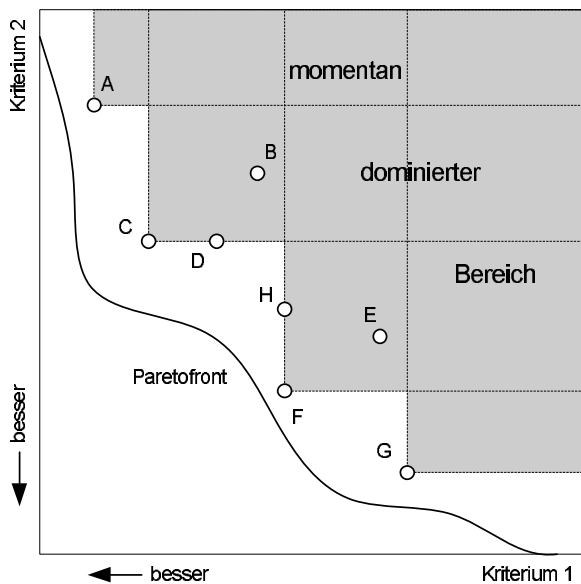 Kriterium 2
momentan
A
B
dominierter
C
D
Bereich
H
E
Paretofront
F
G
besser
besser
Kriterium 1